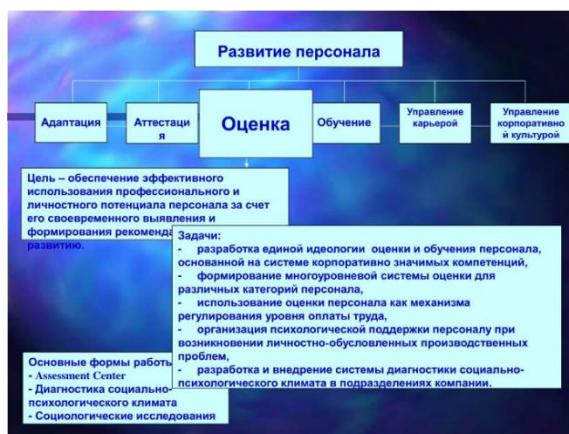 Развитие персонала
Адаптация
Аттестаци
я
Оценка
Обучение
Управление
карьерой
Управление
корпоративно
й культурой
Цель – обеспечение эффективного
использования профессионального и
личностного потенциала персонала за счет
его своевременного выявления и
формирования
развитию.
Задачи:
- разработка единой идеологии оценки и обучения персонала,
основанной на системе корпоративно значимых компетенций,
- формирование многоуровневой системы оценки для
различных категорий персонала,
- использование оценки персонала как механизма
регулирования уровня оплаты труда,
- организация психологической поддержки персоналу при
возникновении личностно-обусловленных производственных
проблем,
- разработка и внедрение системы диагностики социально-
психологического климата в подразделениях компании.
Основные формы работы
- Assessment Center
- Диагностика социально-
психологического климата
- Социологические исследования